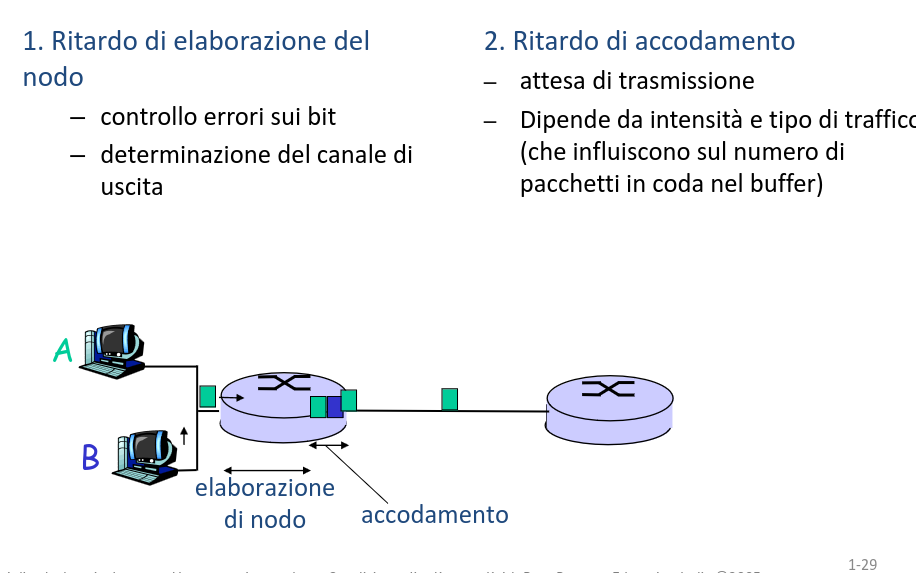 1. Ritardo di elaborazione del
nodo
– controllo errori sui bit
– determinazione del canale di
uscita
2. Ritardo di accodamento
– attesa di trasmissione
– Dipende da intensità e tipo di traffico
(che influiscono sul numero di
pacchetti in coda nel buffer)
A
B
elaborazione
di nodo
accodamento
1-29